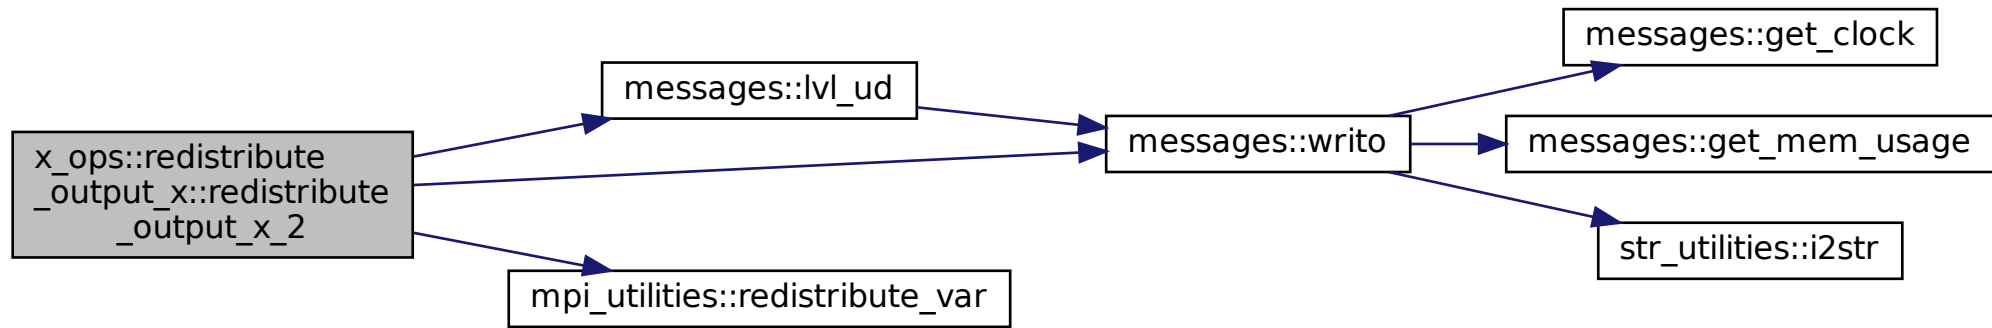 x_ops::redistribute
_output_x::redistribute
_output_x_2
messages::lvl_ud
mpi_utilities::redistribute_var
messages::writo
messages::get_clock
messages::get_mem_usage
str_utilities::i2str